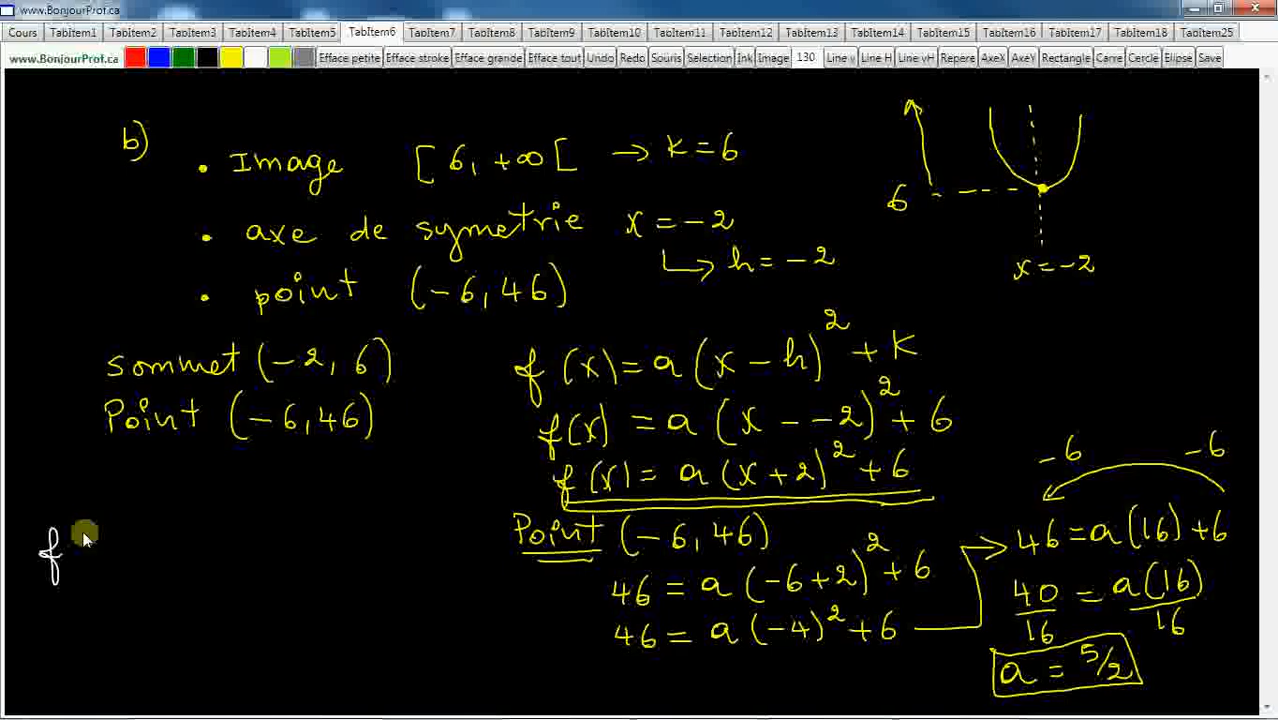 www.BonjourProf.ca
Cours TabItem1 TabItem2 TabItem3 TabItem4 TabItem5 TabItem6 TabItem7 TabItem8 TabItem9 TabItem10 TabItem11 TabItem12 TabItem13 TabItem14 TabItem15 TabItem16 TabItem17 TabItem18 TabItem25
www.BonjourProf.ca Efface petite Efface stroke Efface grande Efface tout Undo Redo Souris Selection Ink Image 130 Line v Line H Line vH Repere AxeX AxeY Rectangle Carre Cercle Elipse Save
b)
• Image [6, +∞[ → k = 6
• axe de symetrie x = -2
↳ h = -2
• point (-6, 46)
6
x = -2
sommet (-2, 6)
Point (-6, 46)
f
f(x) = a(x - h)² + k
f(x) = a(x - -2)² + 6
f(x) = a(x + 2)² + 6
Point (-6, 46)
46 = a(-6+2)² + 6
46 = a(-4)² + 6
-6 -6
46 = a(16) + 6
40/16 = a(16)/16
a = 5/2